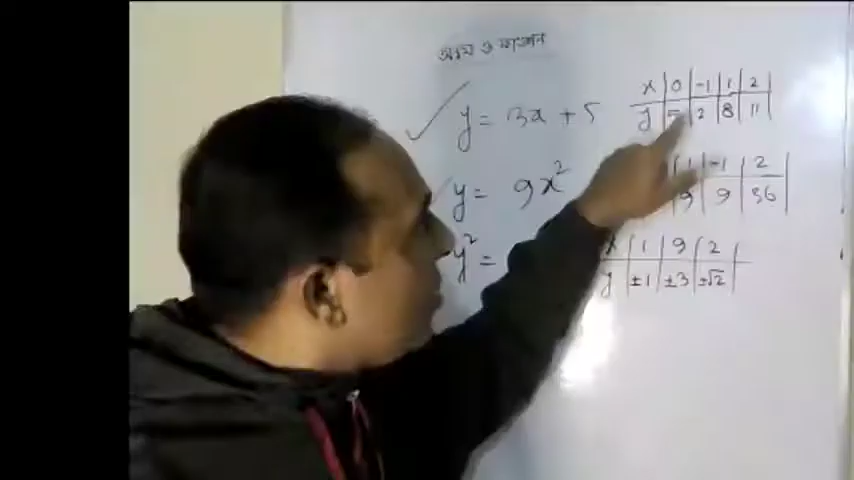 অন্বয় ও ফাংশন
y = 3x + 5
x 0 -1 1 2
y 5 2 8 11
y = 9x²
1 -1 2
9 9 36
y² =
x 1 9 2
y ±1 ±3 ±√2